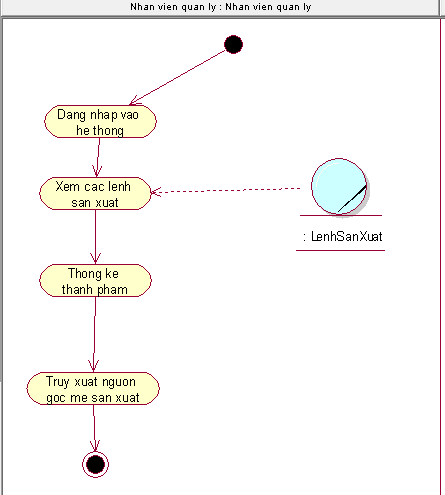 Nhan vien quan ly : Nhan vien quan ly
Dang nhap vao
he thong
Xem cac lenh
san xuat
: LenhSanXuat
Thong ke
thanh pham
Truy xuat nguon
goc me san xuat